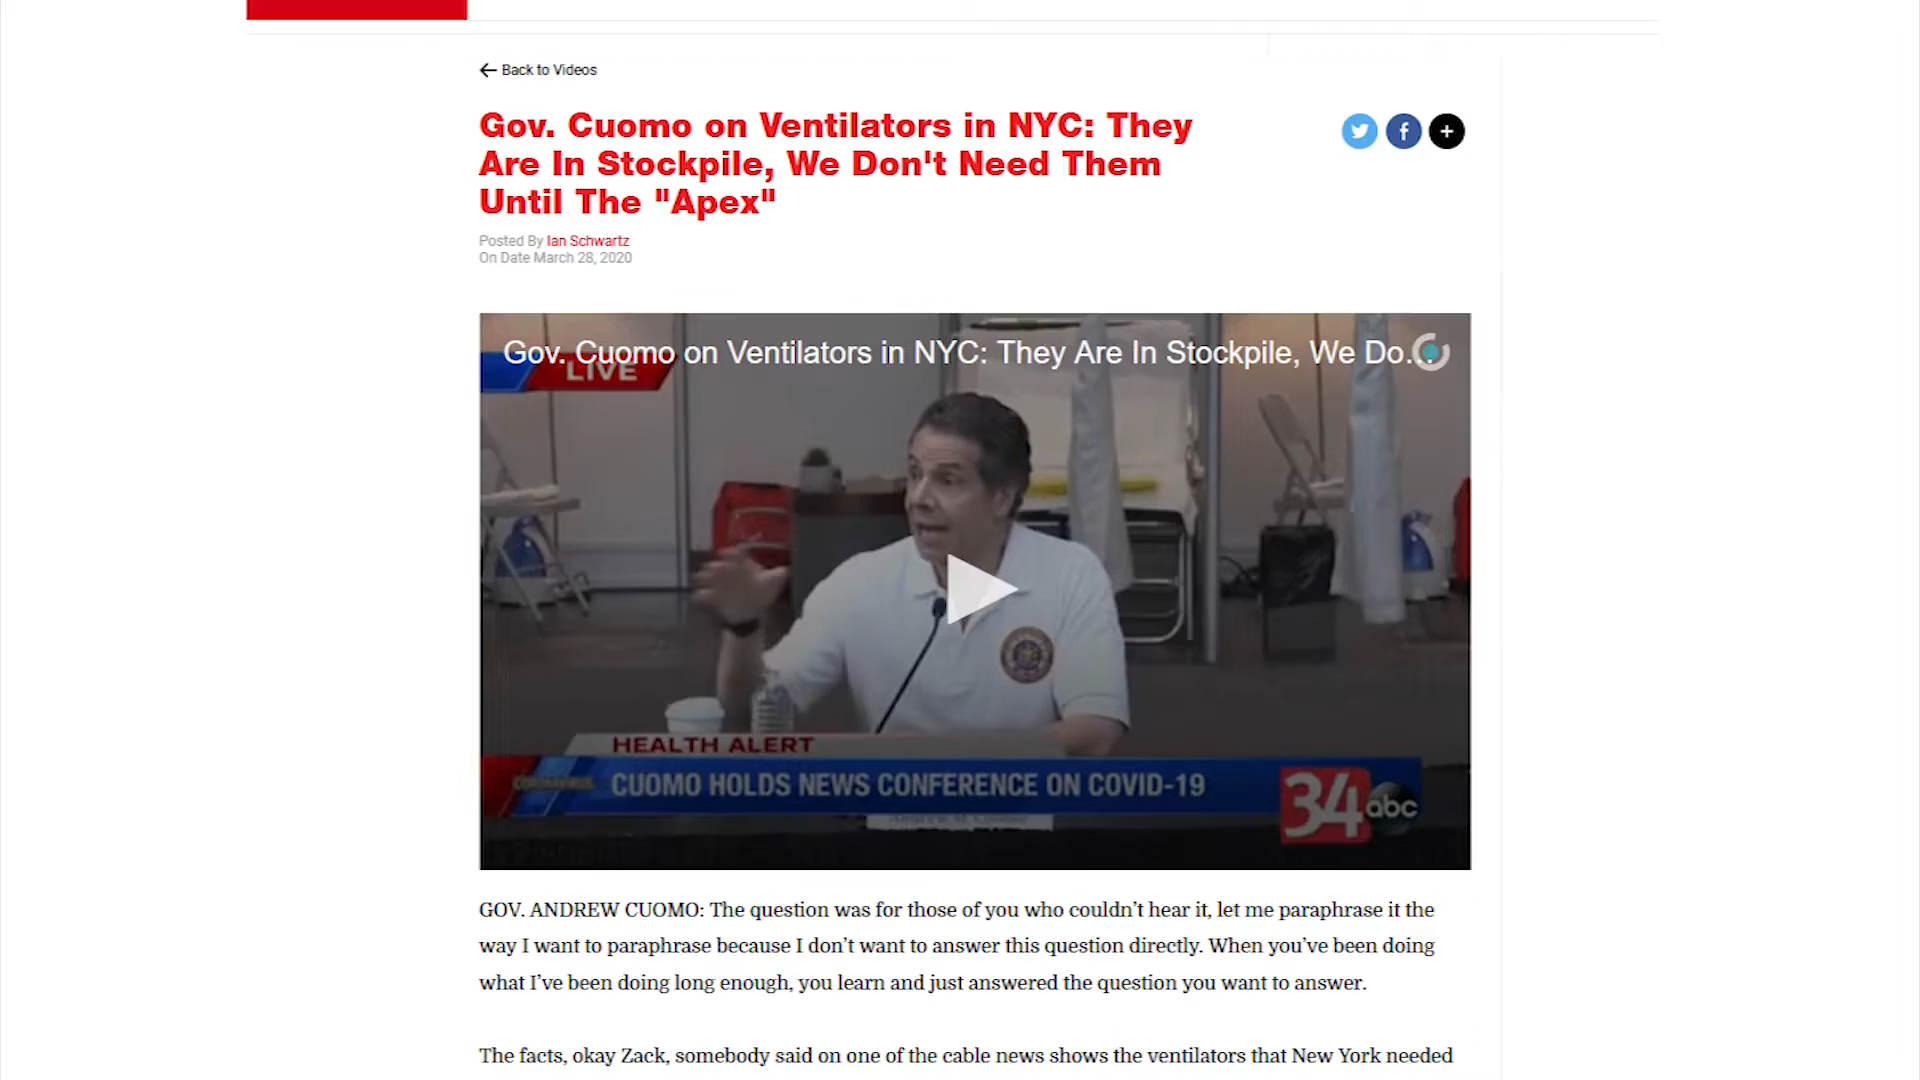 Back to Videos
Gov. Cuomo on Ventilators in NYC: They
Are In Stockpile, We Don't Need Them
Until The "Apex"
Posted By Ian Schwartz
On Date March 28, 2020
Gov. Cuomo on Ventilators in NYC: They Are In Stockpile, We Do...
LIVE
HEALTH ALERT
CORONAVIRUS
CUOMO HOLDS NEWS CONFERENCE ON COVID-19
34 abc
GOV. ANDREW CUOMO: The question was for those of you who couldn’t hear it, let me paraphrase it the
way I want to paraphrase because I don’t want to answer this question directly. When you’ve been doing
what I’ve been doing long enough, you learn and just answered the question you want to answer.
The facts, okay Zack, somebody said on one of the cable news shows the ventilators that New York needed